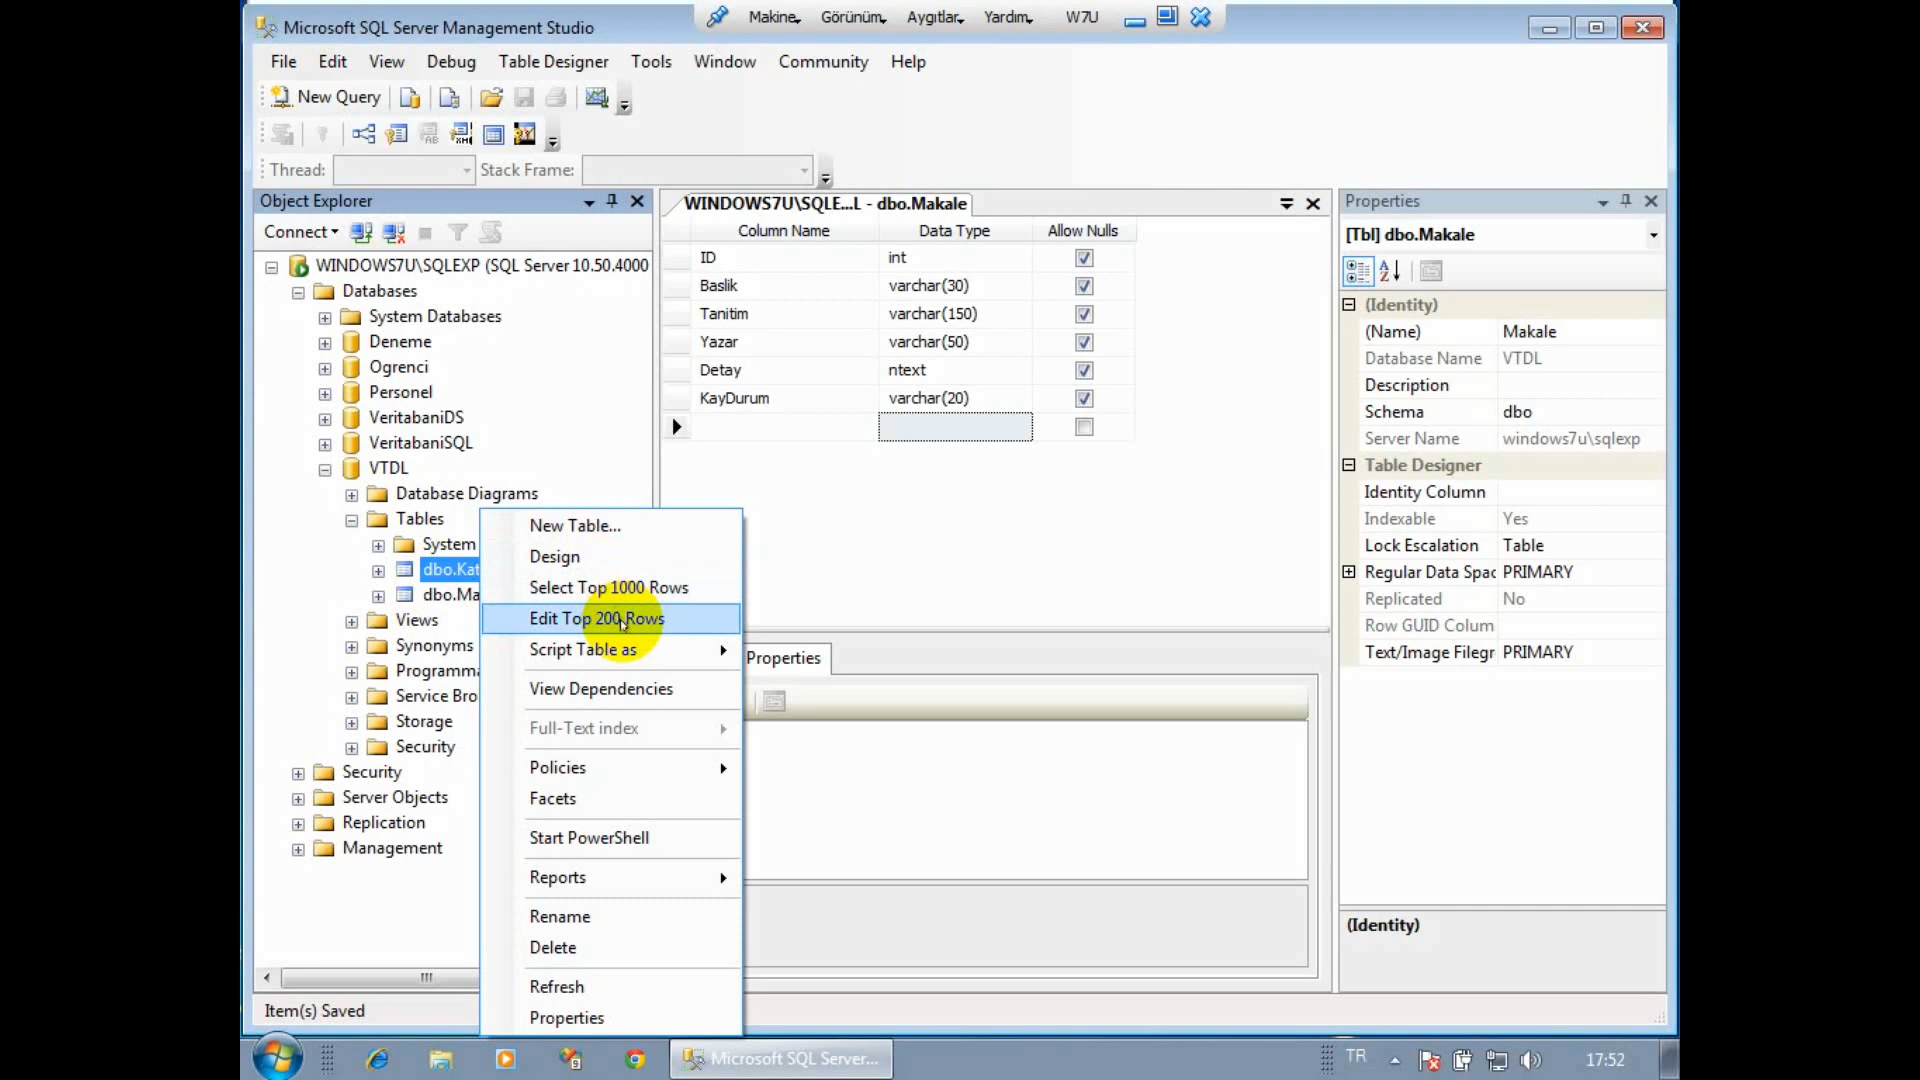 Makine Görünüm Aygıtlar Yardım W7U
Microsoft SQL Server Management Studio
File Edit View Debug Table Designer Tools Window Community Help
New Query
Thread: Stack Frame:
Object Explorer
Connect
WINDOWS7U\SQLEXP (SQL Server 10.50.4000
Databases
System Databases
Deneme
Ogrenci
Personel
VeritabaniDS
VeritabaniSQL
VTDL
Database Diagrams
Tables
System
dbo.Kat
dbo.Ma
Views
Synonyms
Programma
Service Bro
Storage
Security
Security
Server Objects
Replication
Management
New Table...
Design
Select Top 1000 Rows
Edit Top 200 Rows
Script Table as
View Dependencies
Full-Text index
Policies
Facets
Start PowerShell
Reports
Rename
Delete
Refresh
Properties
WINDOWS7U\SQLE...L - dbo.Makale
Column Name Data Type Allow Nulls
ID int
Baslik varchar(30)
Tanitim varchar(150)
Yazar varchar(50)
Detay ntext
KayDurum varchar(20)
Properties
Properties
[Tbl] dbo.Makale
(Identity)
(Name) Makale
Database Name VTDL
Description
Schema dbo
Server Name windows7u\sqlexp
Table Designer
Identity Column
Indexable Yes
Lock Escalation Table
Regular Data Spac PRIMARY
Replicated No
Row GUID Colum
Text/Image Filegr PRIMARY
(Identity)
Item(s) Saved
Microsoft SQL Server...
TR
17:52